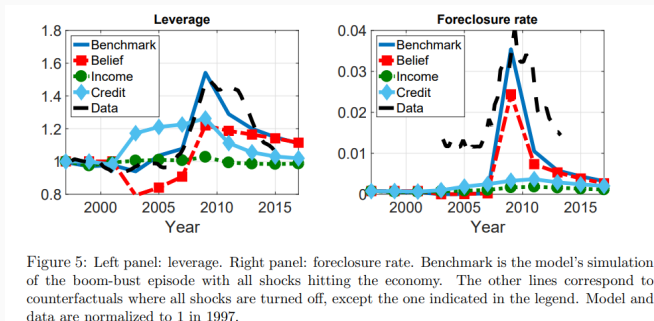 Leverage
1.8
1.6
1.4
1.2
1
0.8
Benchmark
Belief
Income
Credit
Data
2000 2005 2010 2015
Year
Foreclosure rate
0.04
0.03
0.02
0.01
0
Benchmark
Belief
Income
Credit
Data
2000 2005 2010 2015
Year
Figure 5: Left panel: leverage. Right panel: foreclosure rate. Benchmark is the model's simulation
of the boom-bust episode with all shocks hitting the economy. The other lines correspond to
counterfactuals where all shocks are turned off, except the one indicated in the legend. Model and
data are normalized to 1 in 1997.